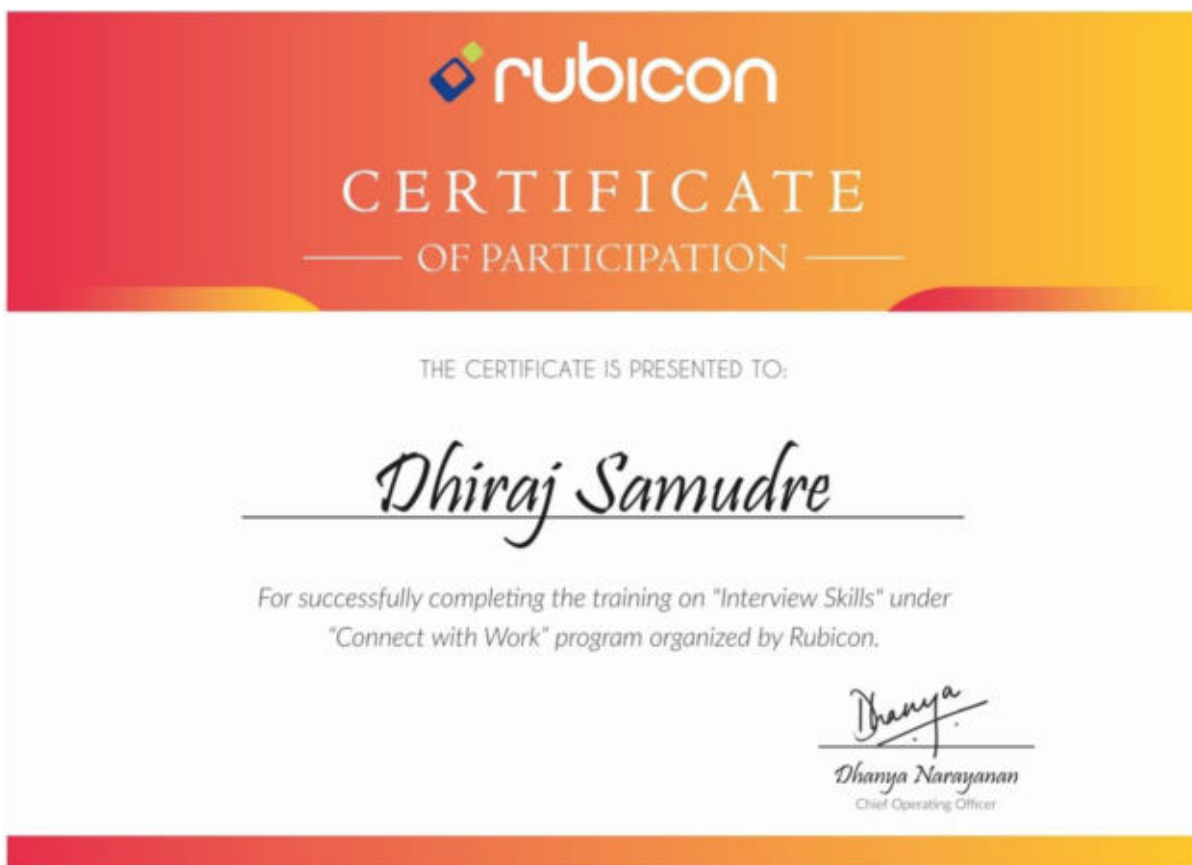 rubicon
CERTIFICATE
OF PARTICIPATION
THE CERTIFICATE IS PRESENTED TO:
Dhiraj Samudre
For successfully completing the training on "Interview Skills" under
"Connect with Work" program organized by Rubicon.
Dhanya
Dhanya Narayanan
Chief Operating Officer